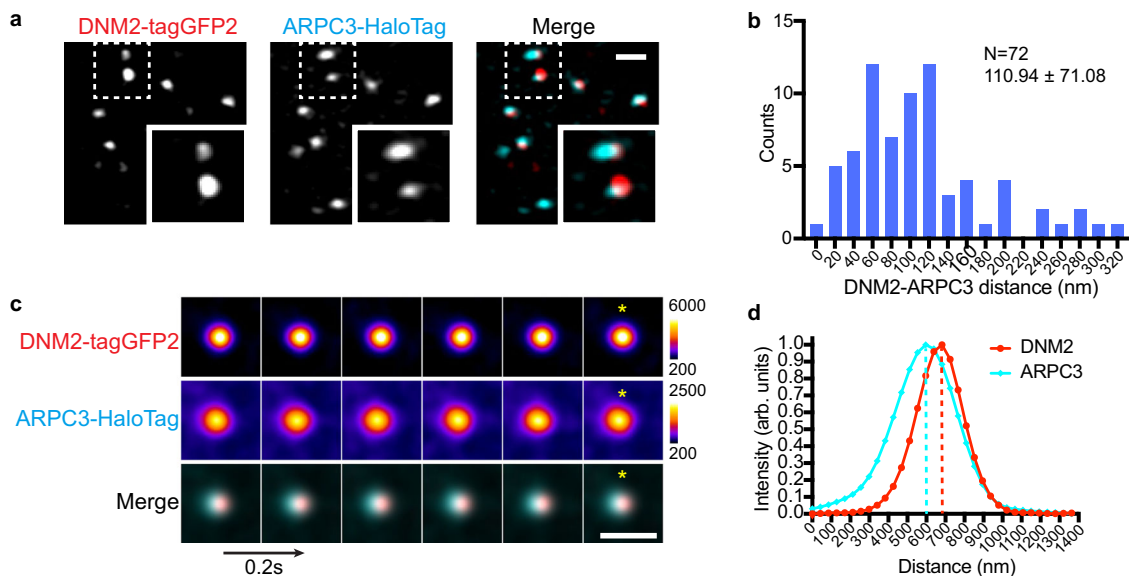 a
DNM2-tagGFP2
ARPC3-HaloTag
Merge
b
N=72
110.94 ± 71.08
Counts
15
10
5
0
0 20 40 60 80 100 120 140 160 180 200 220 240 260 280 300 320
DNM2-ARPC3 distance (nm)
c
DNM2-tagGFP2
*
6000
200
ARPC3-HaloTag
*
2500
200
Merge
*
0.2s
d
DNM2
ARPC3
Intensity (arb. units)
1.0
0.9
0.8
0.7
0.6
0.5
0.4
0.3
0.2
0.1
0.0
0 100 200 300 400 500 600 700 800 900 1000 1100 1200 1300 1400
Distance (nm)